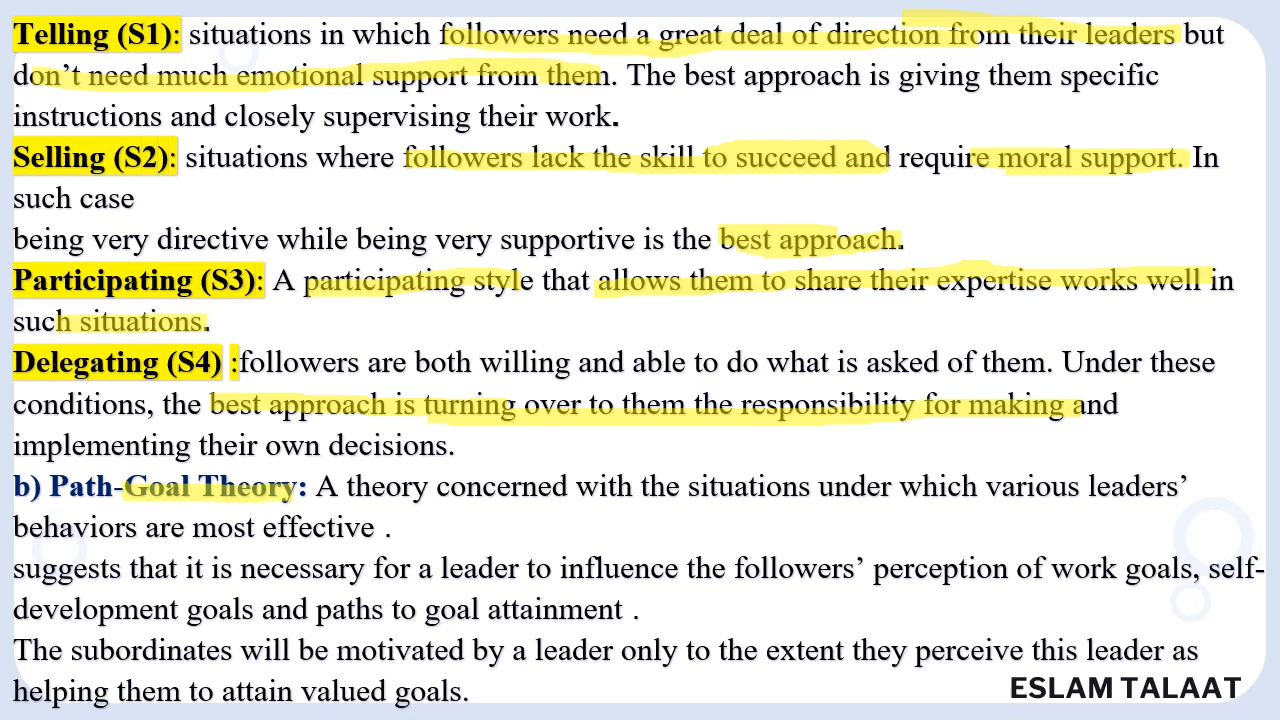 Telling (S1): situations in which followers need a great deal of direction from their leaders but
don’t need much emotional support from them. The best approach is giving them specific
instructions and closely supervising their work.
Selling (S2): situations where followers lack the skill to succeed and require moral support. In
such case
being very directive while being very supportive is the best approach.
Participating (S3): A participating style that allows them to share their expertise works well in
such situations.
Delegating (S4) :followers are both willing and able to do what is asked of them. Under these
conditions, the best approach is turning over to them the responsibility for making and
implementing their own decisions.
b) Path-Goal Theory: A theory concerned with the situations under which various leaders’
behaviors are most effective .
suggests that it is necessary for a leader to influence the followers’ perception of work goals, self-
development goals and paths to goal attainment .
The subordinates will be motivated by a leader only to the extent they perceive this leader as
helping them to attain valued goals.
ESLAM TALAAT